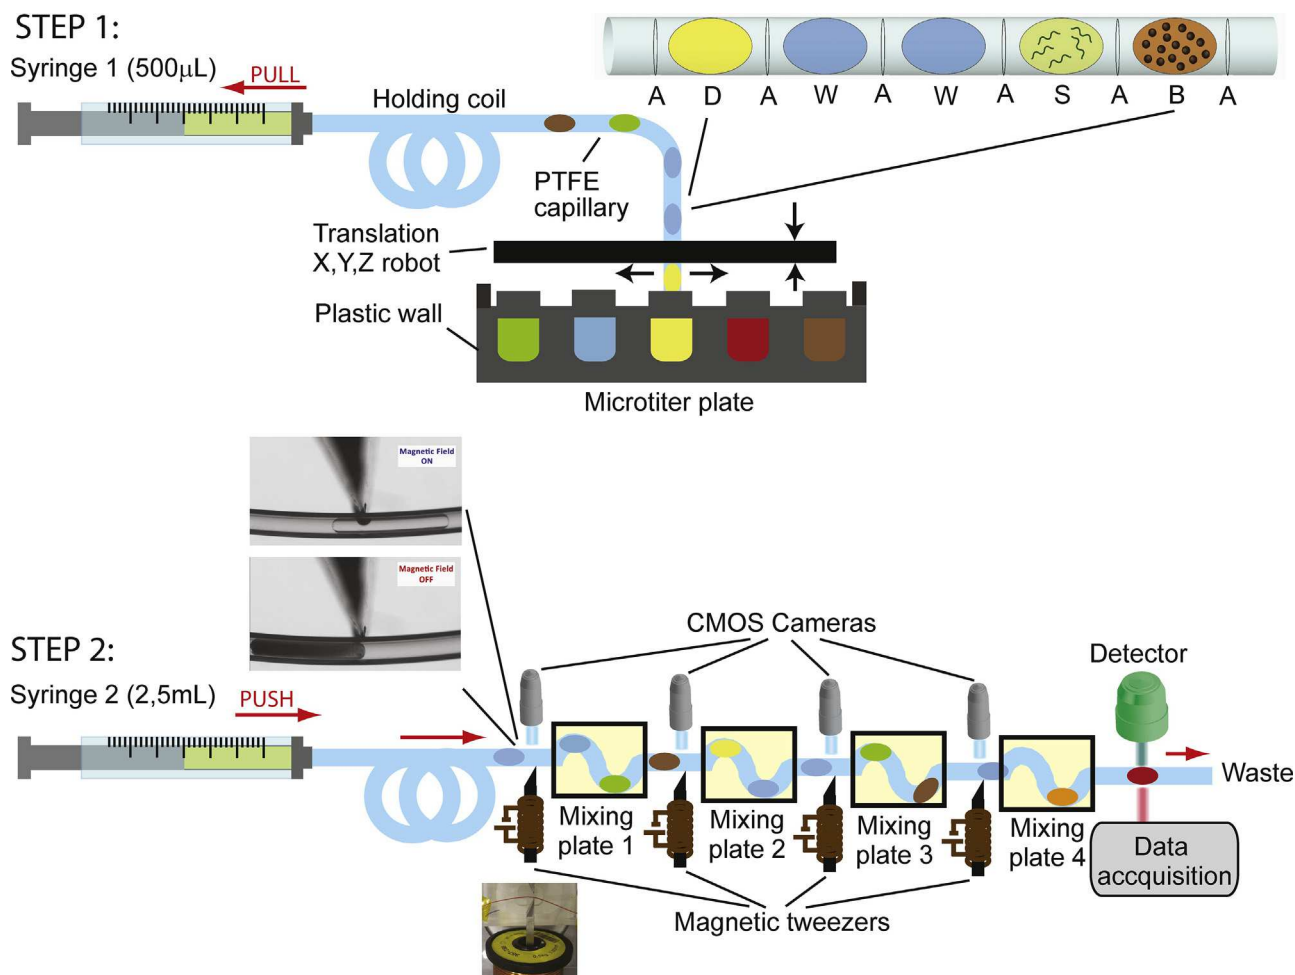 STEP 1:
Syringe 1 (500µL)
PULL
Holding coil
A D A W A W A S A B A
PTFE
capillary
Translation
X,Y,Z robot
Plastic wall
Microtiter plate
Magnetic Field
ON
Magnetic Field
OFF
STEP 2:
Syringe 2 (2,5mL)
PUSH
CMOS Cameras
Detector
Waste
Mixing
plate 1
Mixing
plate 2
Mixing
plate 3
Mixing
plate 4
Data
accquisition
Magnetic tweezers